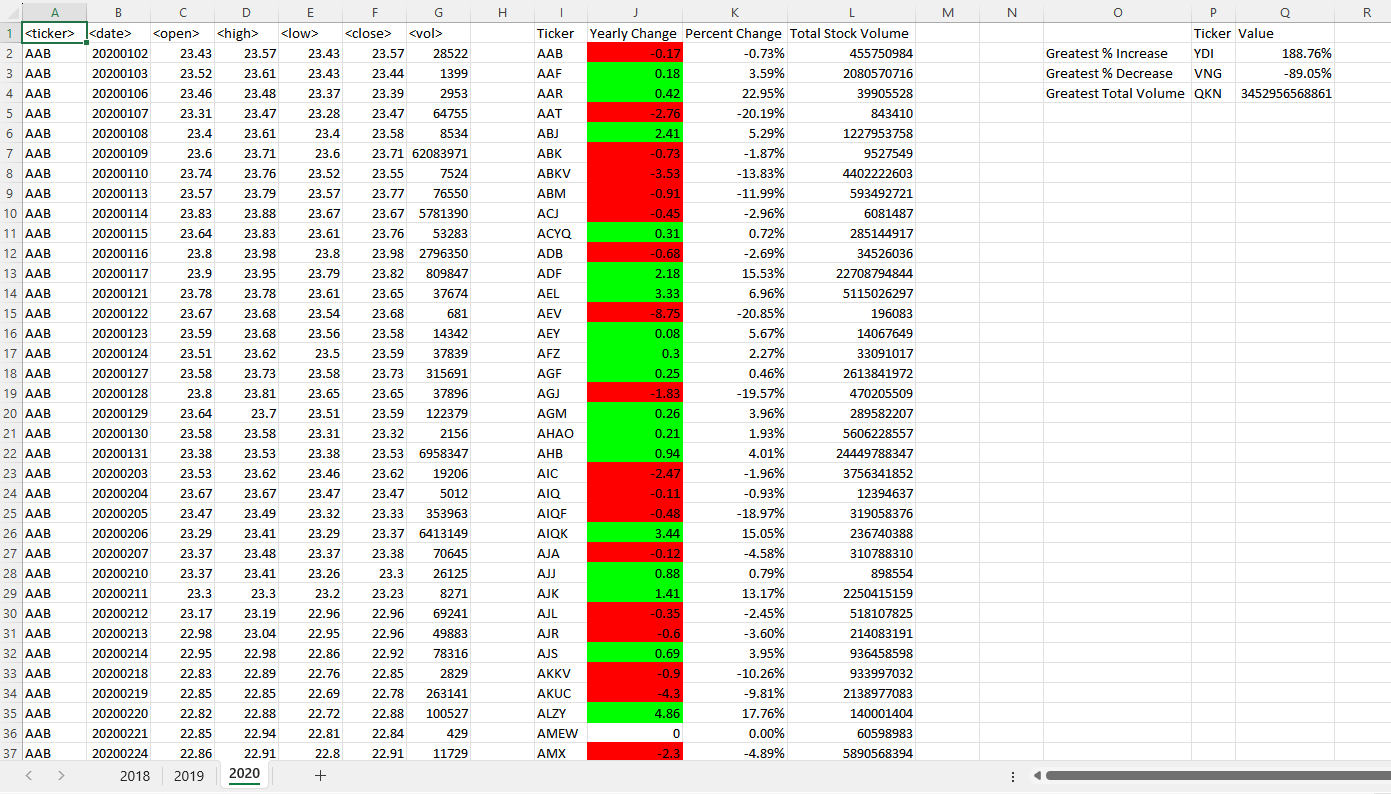 A B C D E F G H I J K L M N O P Q R
1 <ticker> <date> <open> <high> <low> <close> <vol> Ticker Yearly Change Percent Change Total Stock Volume Ticker Value
2 AAB 20200102 23.43 23.57 23.43 23.57 28522 AAB -0.17 -0.73% 455750984 Greatest % Increase YDI 188.76%
3 AAB 20200103 23.52 23.61 23.43 23.44 1399 AAF 0.18 3.59% 2080570716 Greatest % Decrease VNG -89.05%
4 AAB 20200106 23.46 23.48 23.37 23.39 2953 AAR 0.42 22.95% 39905528 Greatest Total Volume QKN 3452956568861
5 AAB 20200107 23.31 23.47 23.28 23.47 64755 AAT -2.76 -20.19% 843410
6 AAB 20200108 23.4 23.61 23.4 23.58 8534 ABJ 2.41 5.29% 1227953758
7 AAB 20200109 23.6 23.71 23.6 23.71 62083971 ABK -0.73 -1.87% 9527549
8 AAB 20200110 23.74 23.76 23.52 23.55 7524 ABKV -3.53 -13.83% 4402222603
9 AAB 20200113 23.57 23.79 23.57 23.77 76550 ABM -0.91 -11.99% 593492721
10 AAB 20200114 23.83 23.88 23.67 23.67 5781390 ACJ -0.45 -2.96% 6081487
11 AAB 20200115 23.64 23.83 23.61 23.76 53283 ACYQ 0.31 0.72% 285144917
12 AAB 20200116 23.8 23.98 23.8 23.98 2796350 ADB -0.68 -2.69% 34526036
13 AAB 20200117 23.9 23.95 23.79 23.82 809847 ADF 2.18 15.53% 22708794844
14 AAB 20200121 23.78 23.78 23.61 23.65 37674 AEL 3.33 6.96% 5115026297
15 AAB 20200122 23.67 23.68 23.54 23.68 681 AEV -8.75 -20.85% 196083
16 AAB 20200123 23.59 23.68 23.56 23.58 14342 AEY 0.08 5.67% 14067649
17 AAB 20200124 23.51 23.62 23.5 23.59 37839 AFZ 0.3 2.27% 33091017
18 AAB 20200127 23.58 23.73 23.58 23.73 315691 AGF 0.25 0.46% 2613841972
19 AAB 20200128 23.8 23.81 23.65 23.65 37896 AGJ -1.83 -19.57% 470205509
20 AAB 20200129 23.64 23.7 23.51 23.59 122379 AGM 0.26 3.96% 289582207
21 AAB 20200130 23.58 23.58 23.31 23.32 2156 AHAO 0.21 1.93% 5606228557
22 AAB 20200131 23.38 23.53 23.38 23.53 6958347 AHB 0.94 4.01% 24449788347
23 AAB 20200203 23.53 23.62 23.46 23.62 19206 AIC -2.47 -1.96% 3756341852
24 AAB 20200204 23.67 23.67 23.47 23.47 5012 AIQ -0.11 -0.93% 12394637
25 AAB 20200205 23.47 23.49 23.32 23.33 353963 AIQF -0.48 -18.97% 319058376
26 AAB 20200206 23.29 23.41 23.29 23.37 6413149 AIQK 3.44 15.05% 236740388
27 AAB 20200207 23.37 23.48 23.37 23.38 70645 AJA -0.12 -4.58% 310788310
28 AAB 20200210 23.37 23.41 23.26 23.3 26125 AJJ 0.88 0.79% 898554
29 AAB 20200211 23.3 23.3 23.2 23.23 8271 AJK 1.41 13.17% 2250415159
30 AAB 20200212 23.17 23.19 22.96 22.96 69241 AJL -0.35 -2.45% 518107825
31 AAB 20200213 22.98 23.04 22.95 22.96 49883 AJR -0.6 -3.60% 214083191
32 AAB 20200214 22.95 22.98 22.86 22.92 78316 AJS 0.69 3.95% 936458598
33 AAB 20200218 22.83 22.89 22.76 22.85 2829 AKKV -0.9 -10.26% 933997032
34 AAB 20200219 22.85 22.85 22.69 22.78 263141 AKUC -4.3 -9.81% 2138977083
35 AAB 20200220 22.82 22.88 22.72 22.88 100527 ALZY 4.86 17.76% 140001404
36 AAB 20200221 22.85 22.94 22.81 22.84 429 AMEW 0 0.00% 60598983
37 AAB 20200224 22.86 22.91 22.8 22.91 11729 AMX -2.3 -4.89% 5890568394
2018 2019 2020